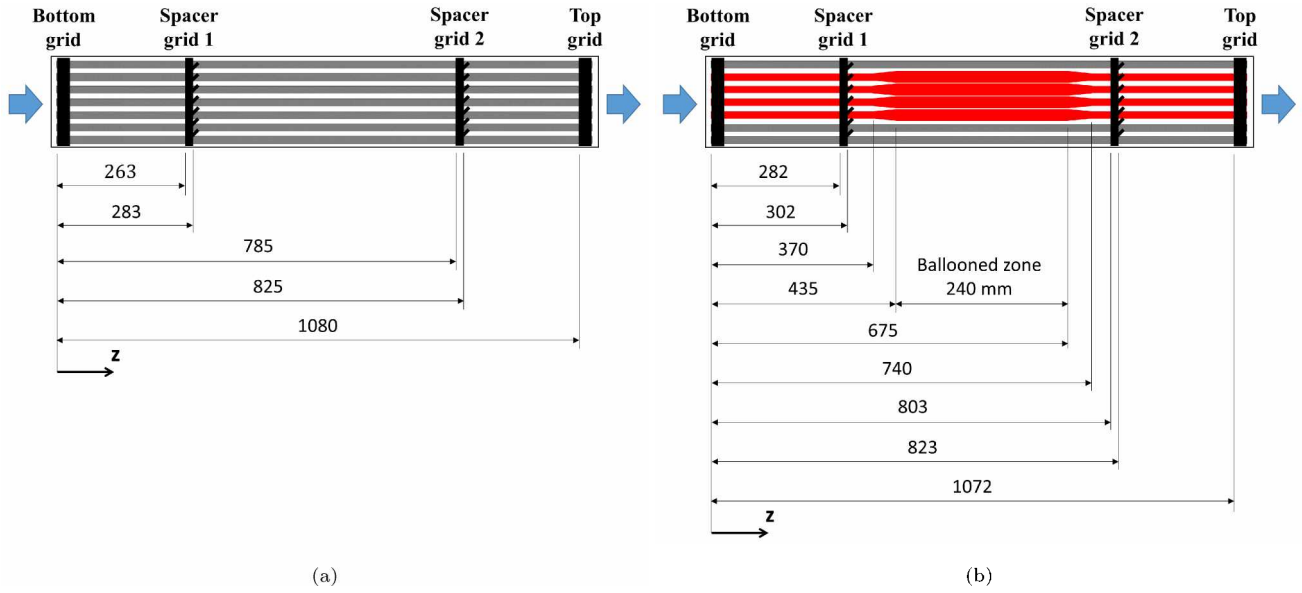 Bottom grid
Spacer grid 1
Spacer grid 2
Top grid
263
283
785
825
1080
z
(a)
Bottom grid
Spacer grid 1
Spacer grid 2
Top grid
282
302
370
435
Ballooned zone
240 mm
675
740
803
823
1072
z
(b)